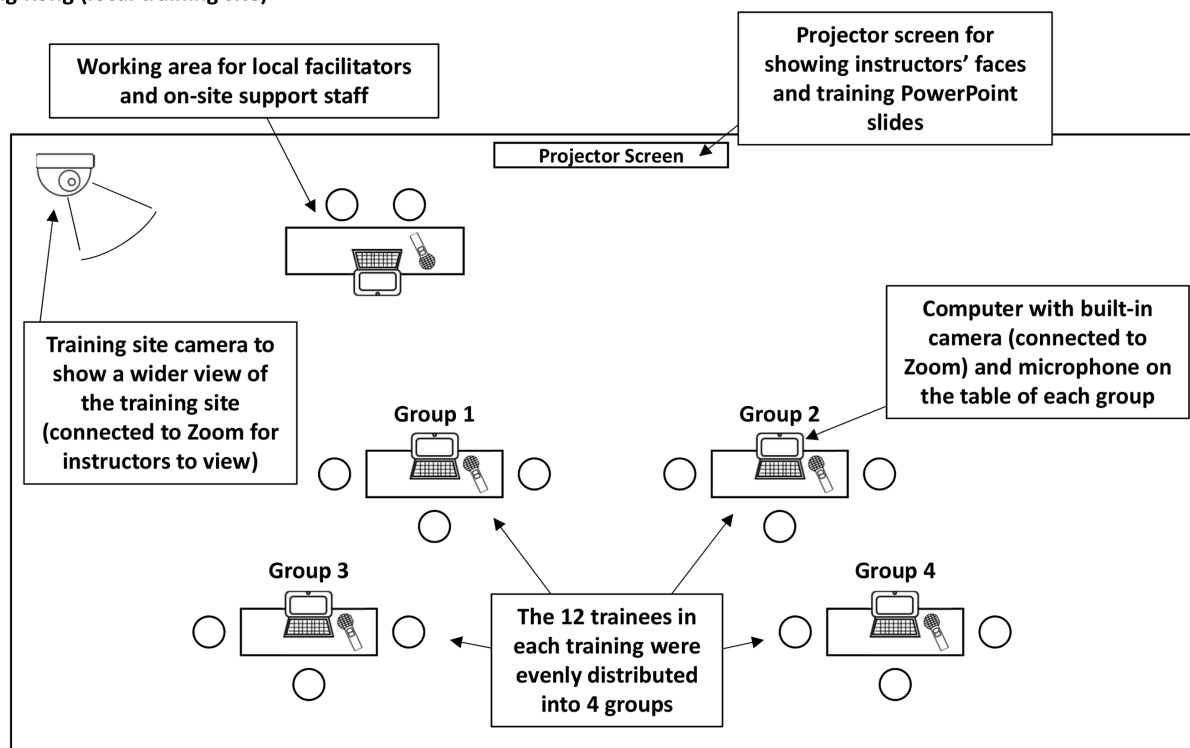 (local training site)
Working area for local facilitators
and on-site support staff
Projector screen for
showing instructors' faces
and training PowerPoint
slides
Projector Screen
Training site camera to
show a wider view of
the training site
(connected to Zoom for
instructors to view)
Computer with built-in
camera (connected to
Zoom) and microphone on
the table of each group
Group 1
Group 2
Group 3
Group 4
The 12 trainees in
each training were
evenly distributed
into 4 groups